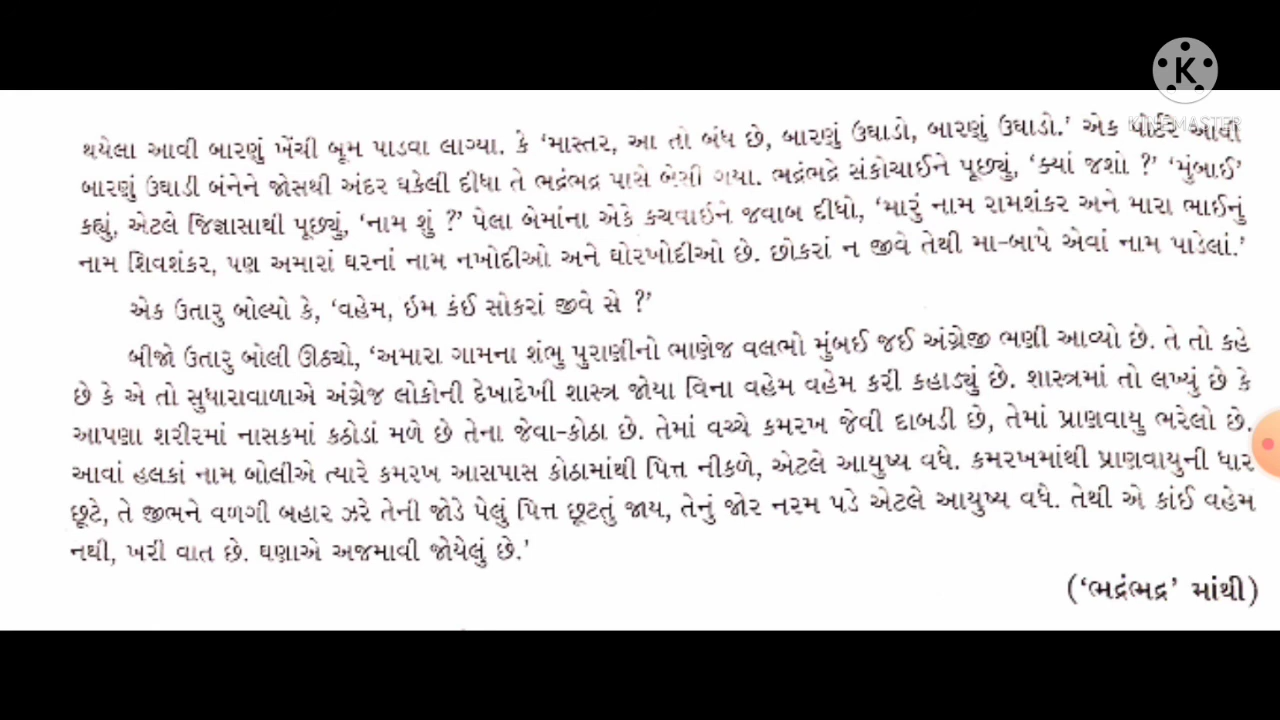 K
KINEMASTER
થયેલા આવી બારણું ખેંચી બૂમ પાડવા લાગ્યા. કે ‘માસ્તર, આ તો બંધ છે, બારણું ઉઘાડો, બારણું ઉઘાડો.’ એક પોર્ટરે આવી
બારણું ઉઘાડી બંનેને જોસથી અંદર ધકેલી દીધા તે ભદ્રંભદ્ર પાસે બેસી ગયા. ભદ્રંભદ્રે સંકોચાઈને પૂછ્યું, ‘ક્યાં જશો ?’ ‘મુંબાઈ’
કહ્યું, એટલે જિજ્ઞાસાથી પૂછ્યું, ‘નામ શું ?’ પેલા બેમાંના એકે કચવાઈને જવાબ દીધો, ‘મારું નામ રામશંકર અને મારા ભાઈનું
નામ શિવશંકર, પણ અમારાં ઘરનાં નામ નખોદીઓ અને ઘોરખોદીઓ છે. છોકરાં ન જીવે તેથી મા-બાપે એવાં નામ પાડેલાં.’
એક ઉતારુ બોલ્યો કે, ‘વહેમ, ઇમ કંઈ સોકરાં જીવે સે ?’
બીજો ઉતારુ બોલી ઊઠ્યો, ‘અમારા ગામના શંભુ પુરાણીનો ભાણેજ વલભો મુંબઈ જઈ અંગ્રેજી ભણી આવ્યો છે. તે તો કહે
છે કે એ તો સુધારાવાળાએ અંગ્રેજ લોકોની દેખાદેખી શાસ્ત્ર જોયા વિના વહેમ વહેમ કરી કહાડ્યું છે. શાસ્ત્રમાં તો લખ્યું છે કે
આપણા શરીરમાં નાસકમાં કઠોડાં મળે છે તેના જેવા-કોઠા છે. તેમાં વચ્ચે કમરખ જેવી દાબડી છે, તેમાં પ્રાણવાયુ ભરેલો છે.
આવાં હલકાં નામ બોલીએ ત્યારે કમરખ આસપાસ કોઠામાંથી પિત્ત નીકળે, એટલે આયુષ્ય વધે. કમરખમાંથી પ્રાણવાયુની ધાર
છૂટે, તે જીભને વળગી બહાર ઝરે તેની જોડે પેલું પિત્ત છૂટતું જાય, તેનું જોર નરમ પડે એટલે આયુષ્ય વધે. તેથી એ કાંઈ વહેમ
નથી, ખરી વાત છે. ઘણાએ અજમાવી જોયેલું છે.’
(‘ભદ્રંભદ્ર’ માંથી)